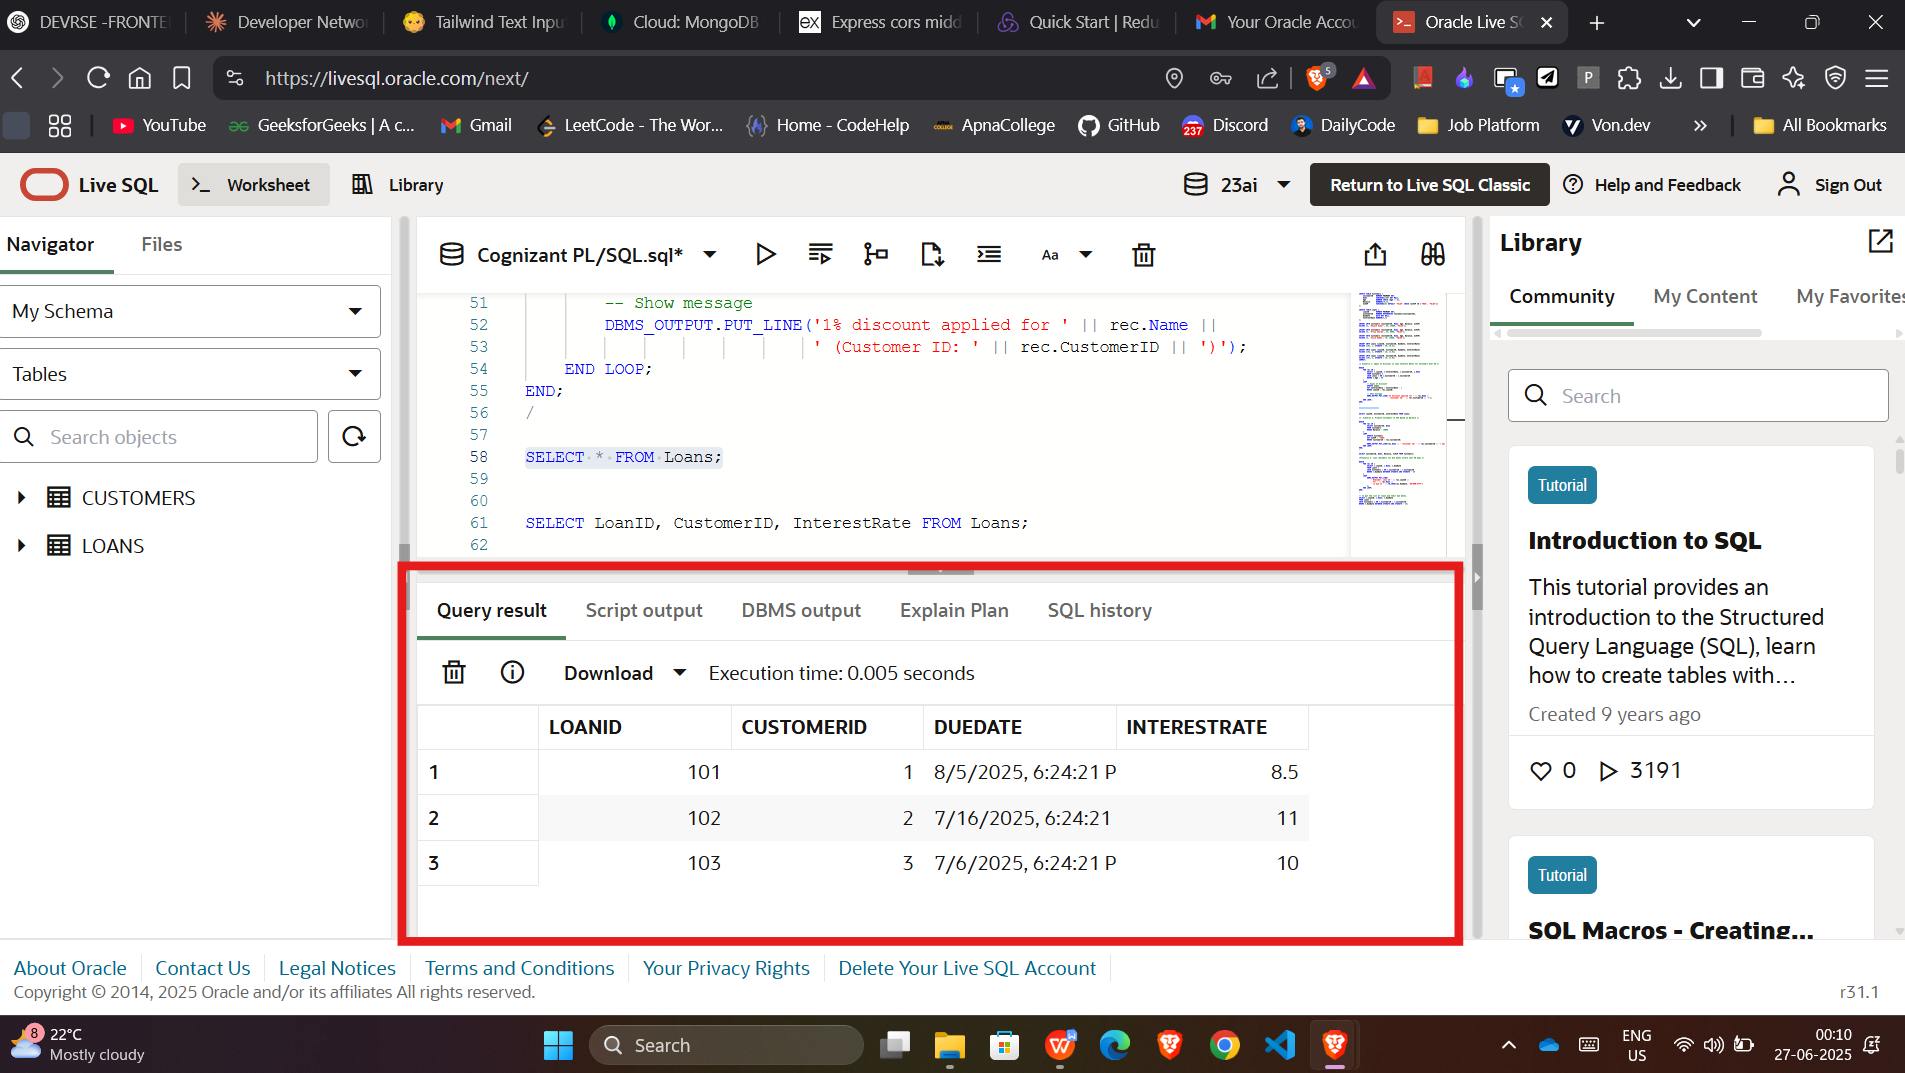 DEVRSE -FRONTE
Developer Netwo
Tailwind Text Inpu
Cloud: MongoDB
Express cors midd
Quick Start | Redu
Your Oracle Accou
Oracle Live S
https://livesql.oracle.com/next/
5
P
YouTube
GeeksforGeeks | A c...
Gmail
LeetCode - The Wor...
Home - CodeHelp
ApnaCollege
GitHub
237
Discord
DailyCode
Job Platform
Von.dev
All Bookmarks
Live SQL
Worksheet
Library
23ai
Return to Live SQL Classic
Help and Feedback
Sign Out
Navigator
Files
My Schema
Tables
Search objects
CUSTOMERS
LOANS
Cognizant PL/SQL.sql*
Aa
51 -- Show message
52 DBMS_OUTPUT.PUT_LINE('1% discount applied for ' || rec.Name ||
53 ' (Customer ID: ' || rec.CustomerID || ')');
54 END LOOP;
55 END;
56 /
57
58 SELECT * FROM Loans;
59
60
61 SELECT LoanID, CustomerID, InterestRate FROM Loans;
62
Query result
Script output
DBMS output
Explain Plan
SQL history
Download
Execution time: 0.005 seconds
LOANID CUSTOMERID DUEDATE INTERESTRATE
1 101 1 8/5/2025, 6:24:21 P 8.5
2 102 2 7/16/2025, 6:24:21 11
3 103 3 7/6/2025, 6:24:21 P 10
Library
Community
My Content
My Favorites
Search
Tutorial
Introduction to SQL
This tutorial provides an
introduction to the Structured
Query Language (SQL), learn
how to create tables with...
Created 9 years ago
0 3191
Tutorial
SQL Macros - Creating...
About Oracle
Contact Us
Legal Notices
Terms and Conditions
Your Privacy Rights
Delete Your Live SQL Account
Copyright © 2014, 2025 Oracle and/or its affiliates All rights reserved.
r31.1
8
22°C
Mostly cloudy
Search
ENG
US
00:10
27-06-2025